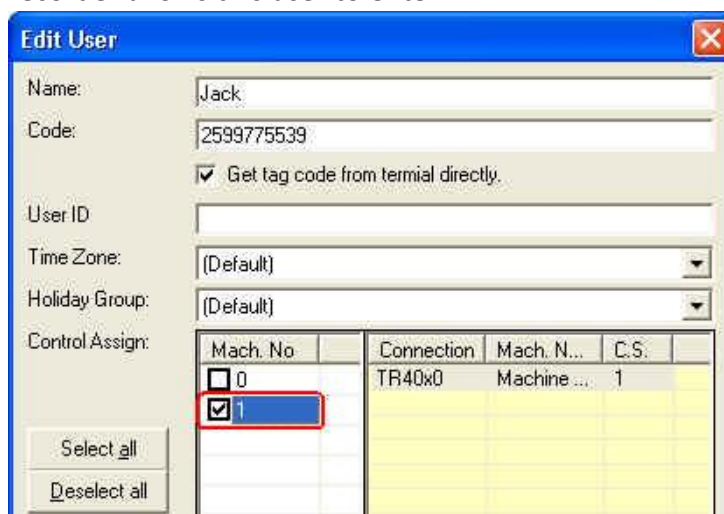 Edit User
Name: Jack
Code: 2599775539
Get tag code from termial directly.
User ID
Time Zone: (Default)
Holiday Group: (Default)
Control Assign: Mach. No Connection Mach. N... C.S.
0 TR40x0 Machine ... 1
1
Select all
Deselect all